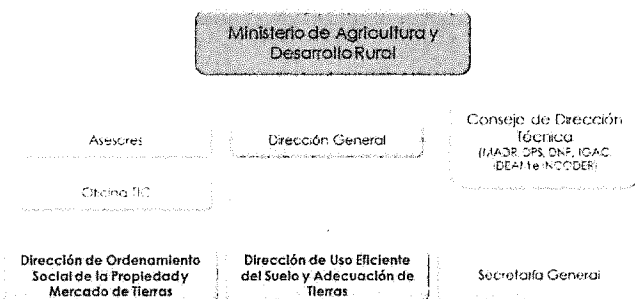 Ministerio de Agricultura y
Desarrollo Rural
Consejo de Dirección
Técnica
(MADR, DPS, DNP, IGAC,
IDEAM e INCODER)
Asesores
Dirección General
Oficina TIC
Dirección de Ordenamiento
Social de la Propiedad y
Mercado de Tierras
Dirección de Uso Eficiente
del Suelo y Adecuación de
Tierras
Secretaría General